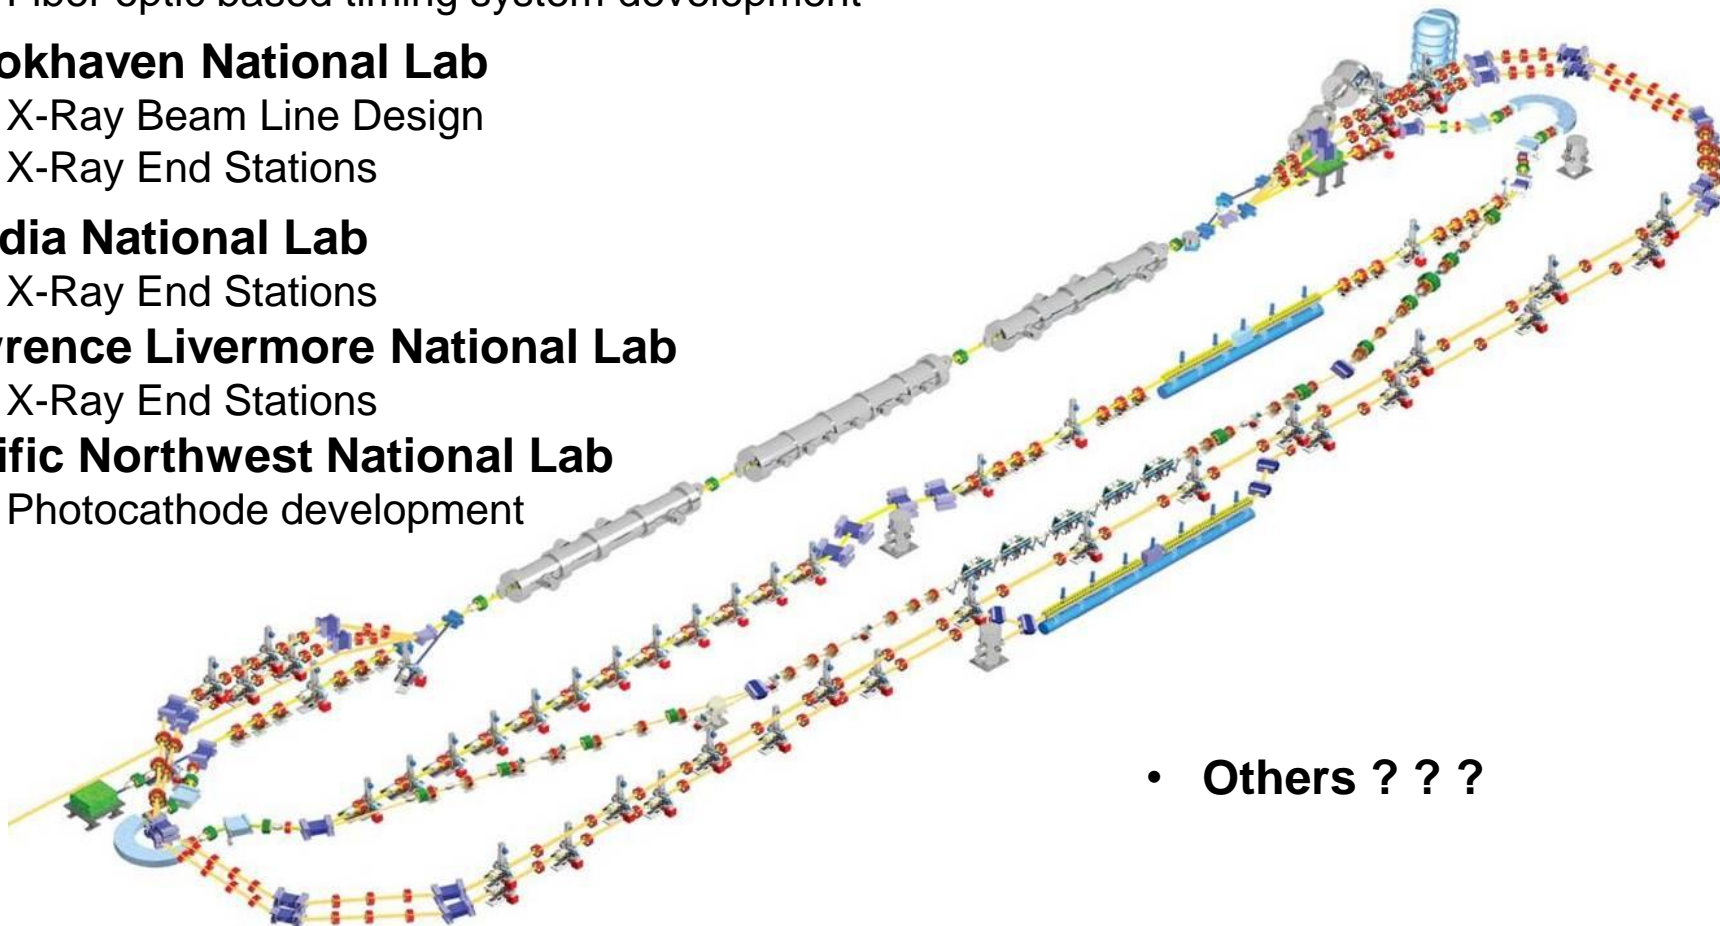 Fiber optic based timing system development
okhaven National Lab
X-Ray Beam Line Design
X-Ray End Stations
dia National Lab
X-Ray End Stations
rence Livermore National Lab
X-Ray End Stations
ific Northwest National Lab
Photocathode development
• Others ? ? ?